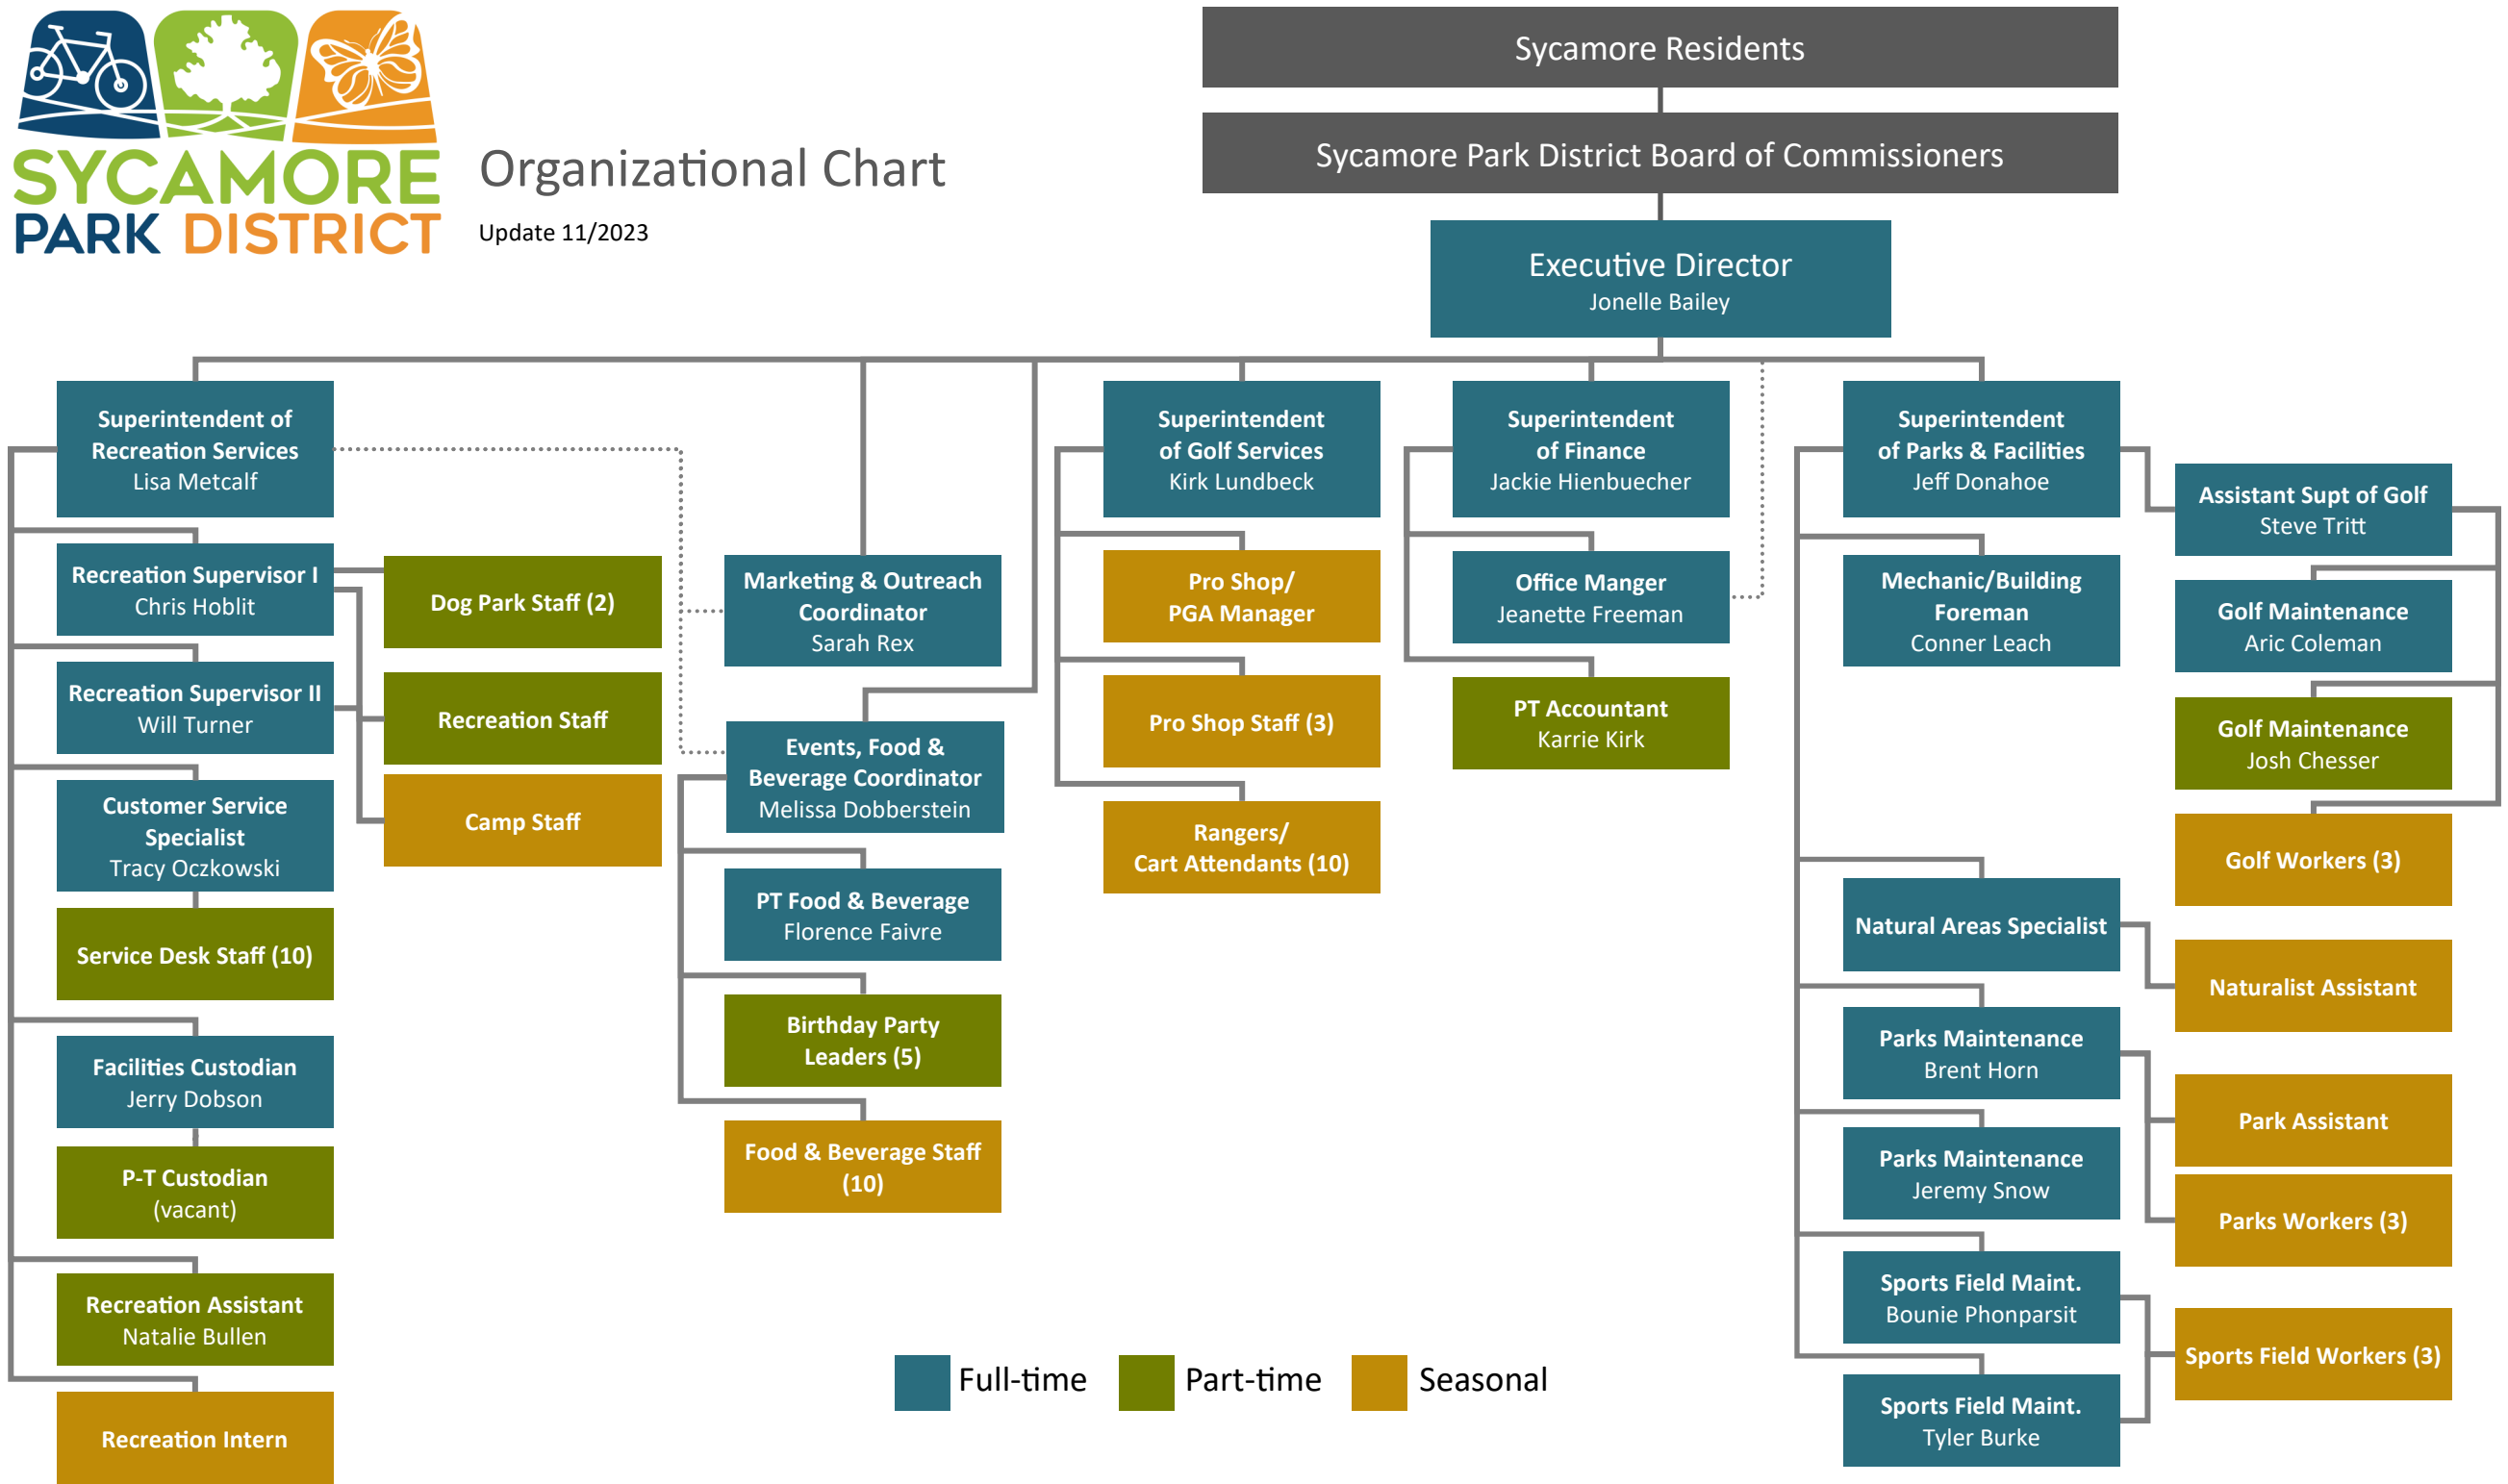 SYCAMORE
PARK DISTRICT
Organizational Chart
Update 11/2023
Sycamore Residents
Sycamore Park District Board of Commissioners
Executive Director
Jonelle Bailey
Superintendent of
Recreation Services
Lisa Metcalf
Recreation Supervisor I
Chris Hoblit
Recreation Supervisor II
Will Turner
Customer Service
Specialist
Tracy Oczkowski
Service Desk Staff (10)
Facilities Custodian
Jerry Dobson
P-T Custodian
(vacant)
Recreation Assistant
Natalie Bullen
Recreation Intern
Dog Park Staff (2)
Recreation Staff
Camp Staff
Marketing & Outreach
Coordinator
Sarah Rex
Events, Food &
Beverage Coordinator
Melissa Dobberstein
PT Food & Beverage
Florence Faivre
Birthday Party
Leaders (5)
Food & Beverage Staff
(10)
Superintendent
of Golf Services
Kirk Lundbeck
Pro Shop/
PGA Manager
Pro Shop Staff (3)
Rangers/
Cart Attendants (10)
Superintendent
of Finance
Jackie Hienbuecher
Office Manger
Jeanette Freeman
PT Accountant
Karrie Kirk
Superintendent
of Parks & Facilities
Jeff Donahoe
Mechanic/Building
Foreman
Conner Leach
Natural Areas Specialist
Parks Maintenance
Brent Horn
Parks Maintenance
Jeremy Snow
Sports Field Maint.
Bounie Phonparsit
Sports Field Maint.
Tyler Burke
Assistant Supt of Golf
Steve Tritt
Golf Maintenance
Aric Coleman
Golf Maintenance
Josh Chesser
Golf Workers (3)
Naturalist Assistant
Park Assistant
Parks Workers (3)
Sports Field Workers (3)
Full-time
Part-time
Seasonal